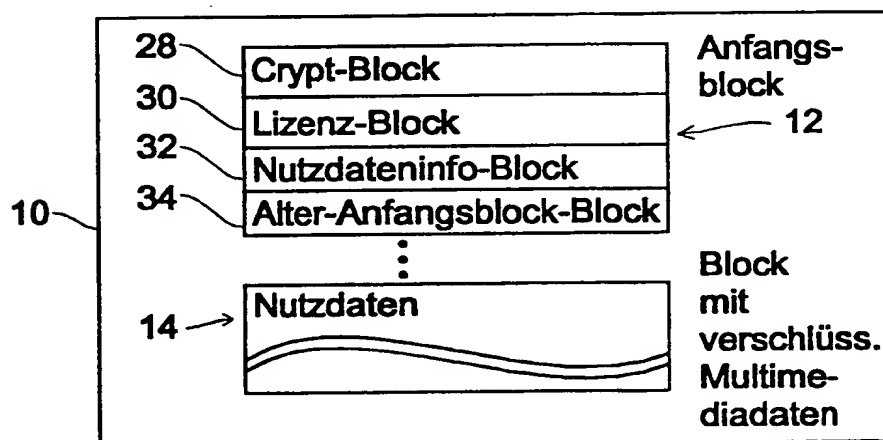 28
Crypt-Block
Anfangs-
block
30
Lizenz-Block
12
32
Nutzdateninfo-Block
34
Alter-Anfangsblock-Block
10
Nutzdaten
14
Block
mit
verschlüss.
Multime-
diadaten